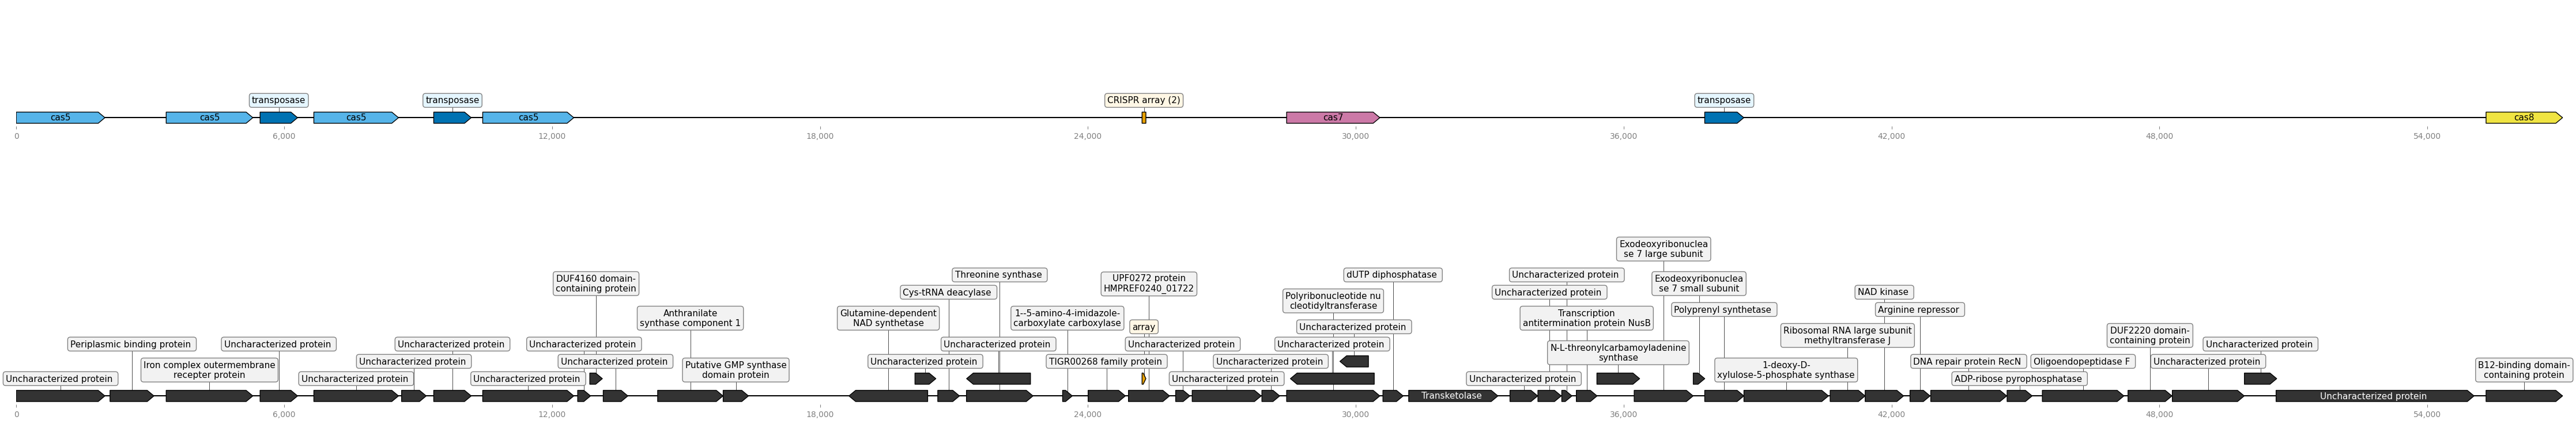 transposase
transposase
CRISPR array (2)
transposase
cas5
cas5
cas5
cas5
cas7
cas8
0
6,000
12,000
18,000
24,000
30,000
36,000
42,000
48,000
54,000
Exodeoxyribonuclea
se 7 large subunit
DUF4160 domain-
containing protein
Threonine synthase
UPF0272 protein
HMPREF0240_01722
dUTP diphosphatase
Uncharacterized protein
Exodeoxyribonuclea
se 7 small subunit
Cys-tRNA deacylase
Polyribonucleotide nu
cleotidyltransferase
Uncharacterized protein
NAD kinase
Anthranilate
synthase component 1
Glutamine-dependent
NAD synthetase
1--5-amino-4-imidazole-
carboxylate carboxylase
Transcription
antitermination protein NusB
Polyprenyl synthetase
Arginine repressor
array
Uncharacterized protein
Ribosomal RNA large subunit
methyltransferase J
DUF2220 domain-
containing protein
Periplasmic binding protein
Uncharacterized protein
Uncharacterized protein
Uncharacterized protein
Uncharacterized protein
Uncharacterized protein
Uncharacterized protein
N-L-threonylcarbamoyladenine
synthase
Uncharacterized protein
Iron complex outermembrane
recepter protein
Uncharacterized protein
Uncharacterized protein
Putative GMP synthase
domain protein
Uncharacterized protein
TIGR00268 family protein
Uncharacterized protein
1-deoxy-D-
xylulose-5-phosphate synthase
DNA repair protein RecN
Oligoendopeptidase F
Uncharacterized protein
B12-binding domain-
containing protein
Uncharacterized protein
Uncharacterized protein
Uncharacterized protein
Uncharacterized protein
Uncharacterized protein
ADP-ribose pyrophosphatase
Transketolase
Uncharacterized protein
0
6,000
12,000
18,000
24,000
30,000
36,000
42,000
48,000
54,000